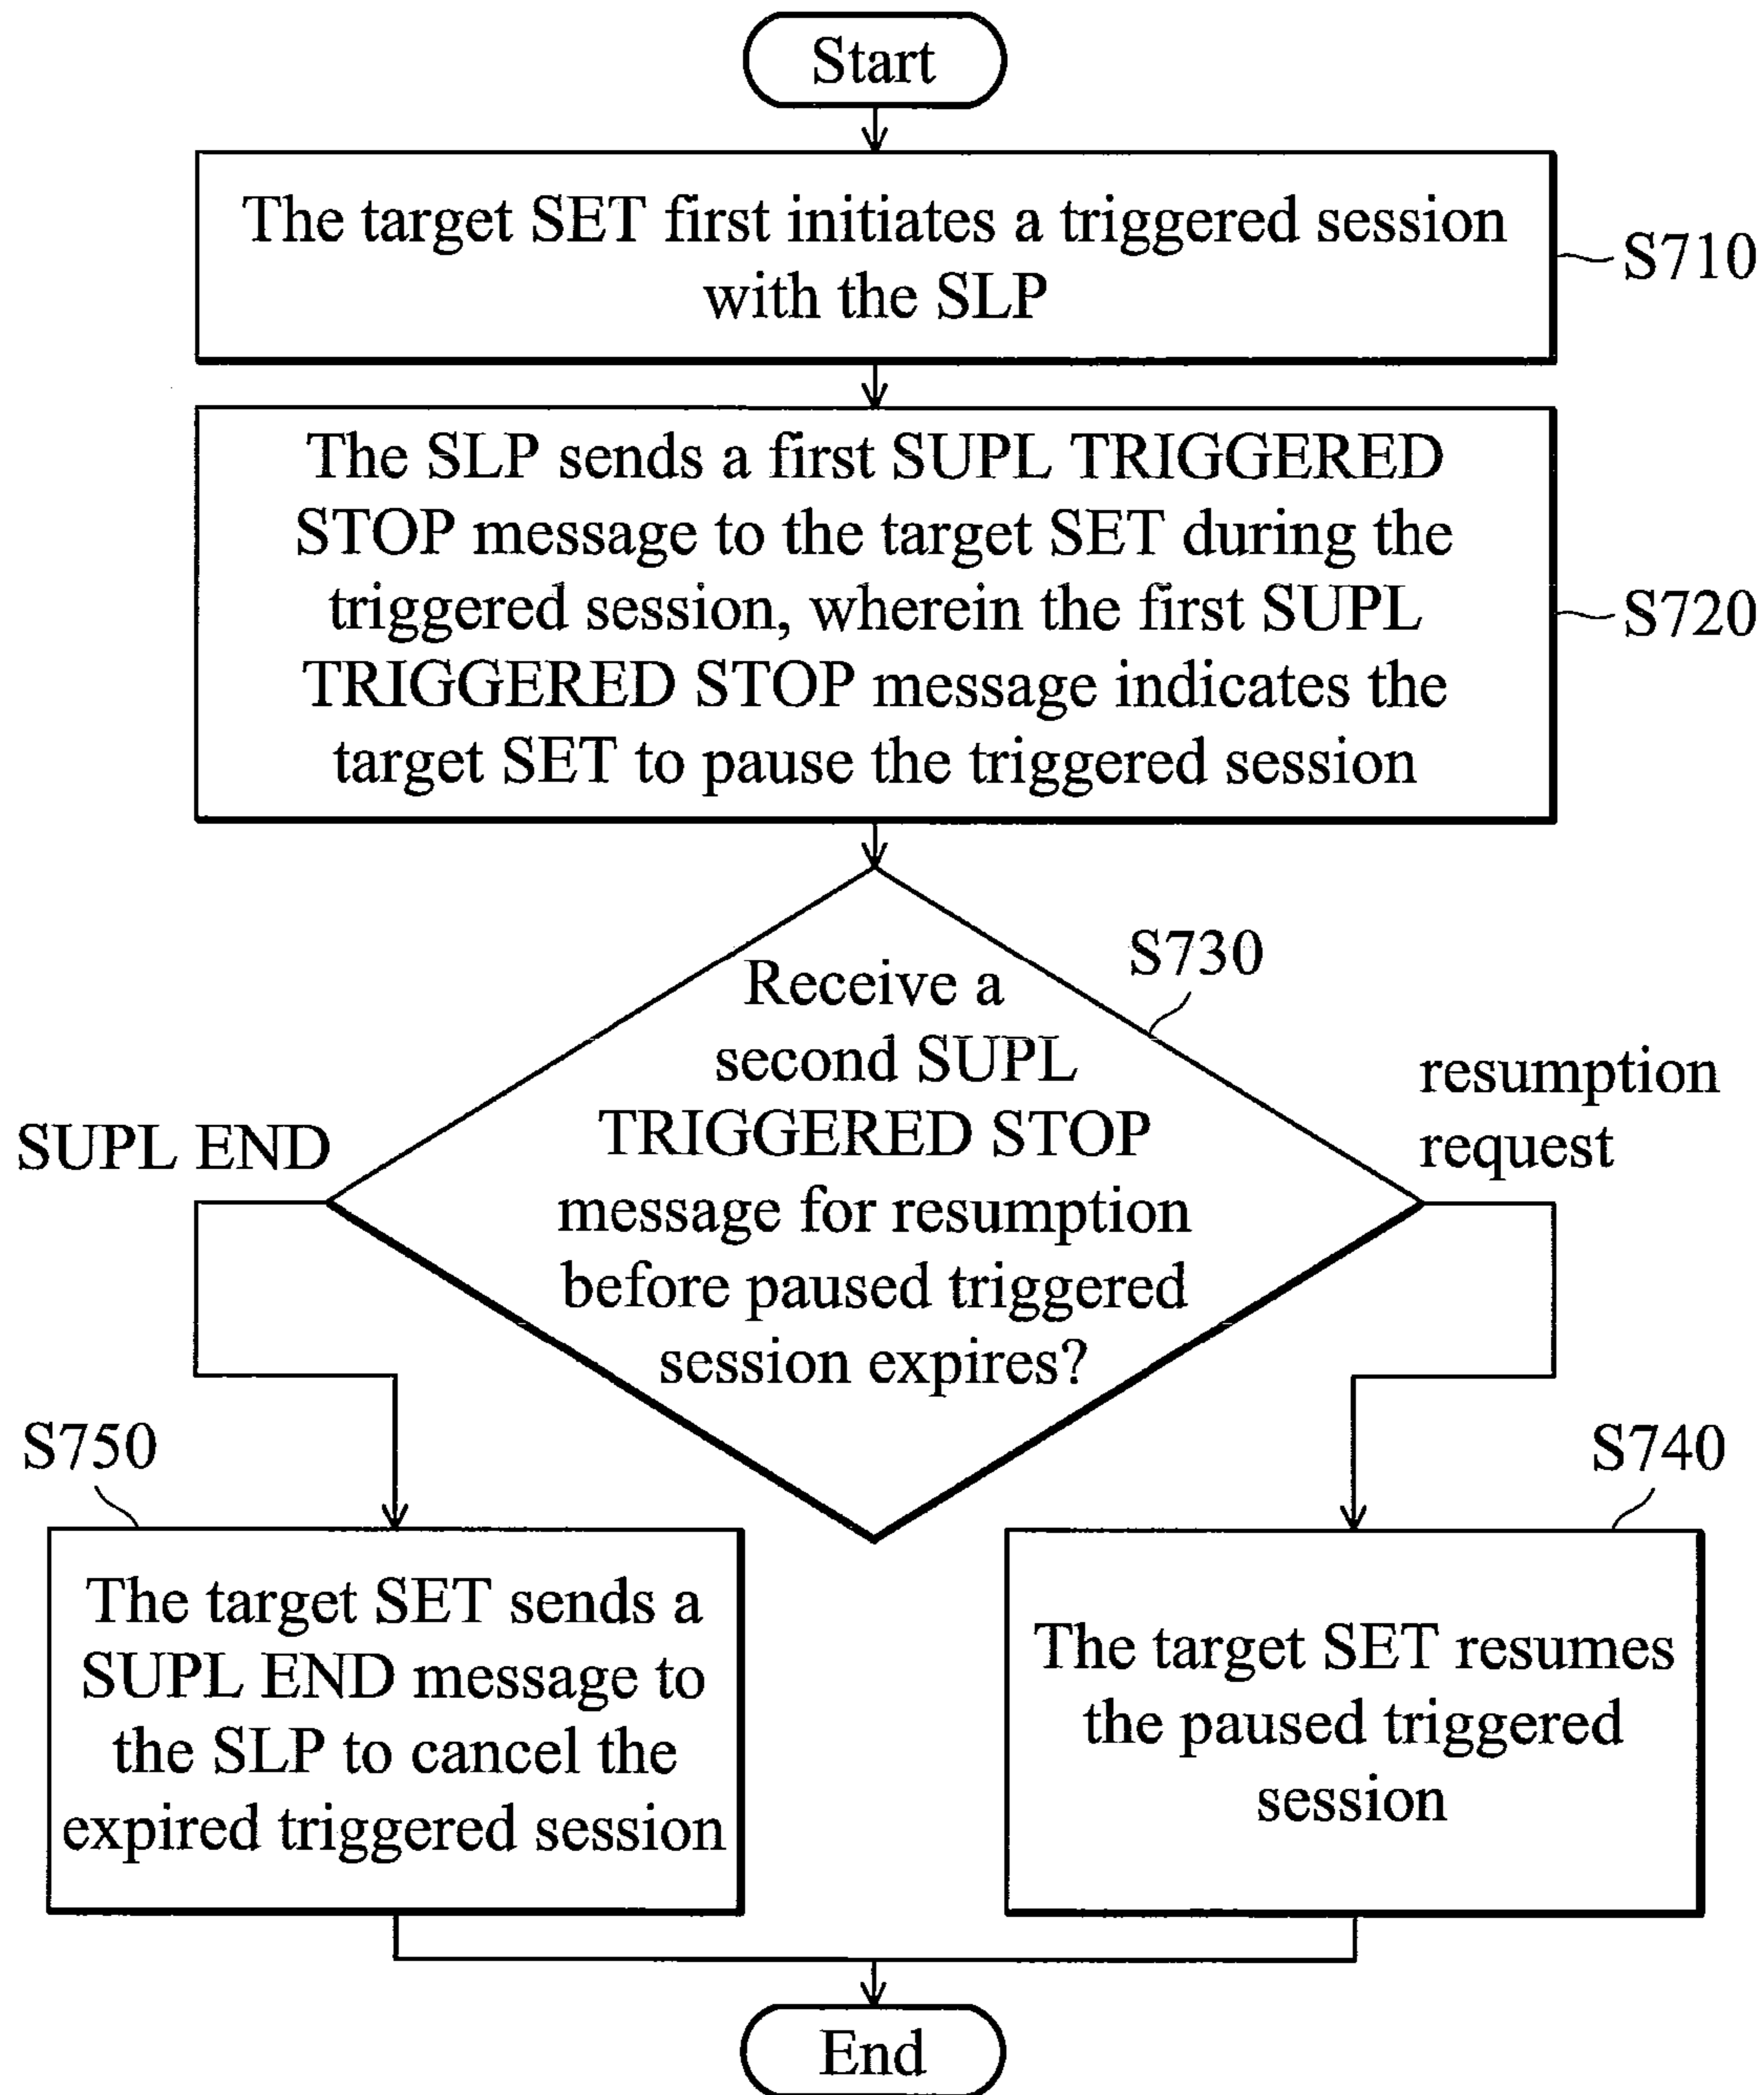 Start
The target SET first initiates a triggered session
with the SLP
S710
The SLP sends a first SUPL TRIGGERED
STOP message to the target SET during the
triggered session, wherein the first SUPL
TRIGGERED STOP message indicates the
target SET to pause the triggered session
S720
S730
Receive a
second SUPL
TRIGGERED STOP
message for resumption
before paused triggered
session expires?
SUPL END
resumption
request
S750
The target SET sends a
SUPL END message to
the SLP to cancel the
expired triggered session
S740
The target SET resumes
the paused triggered
session
End